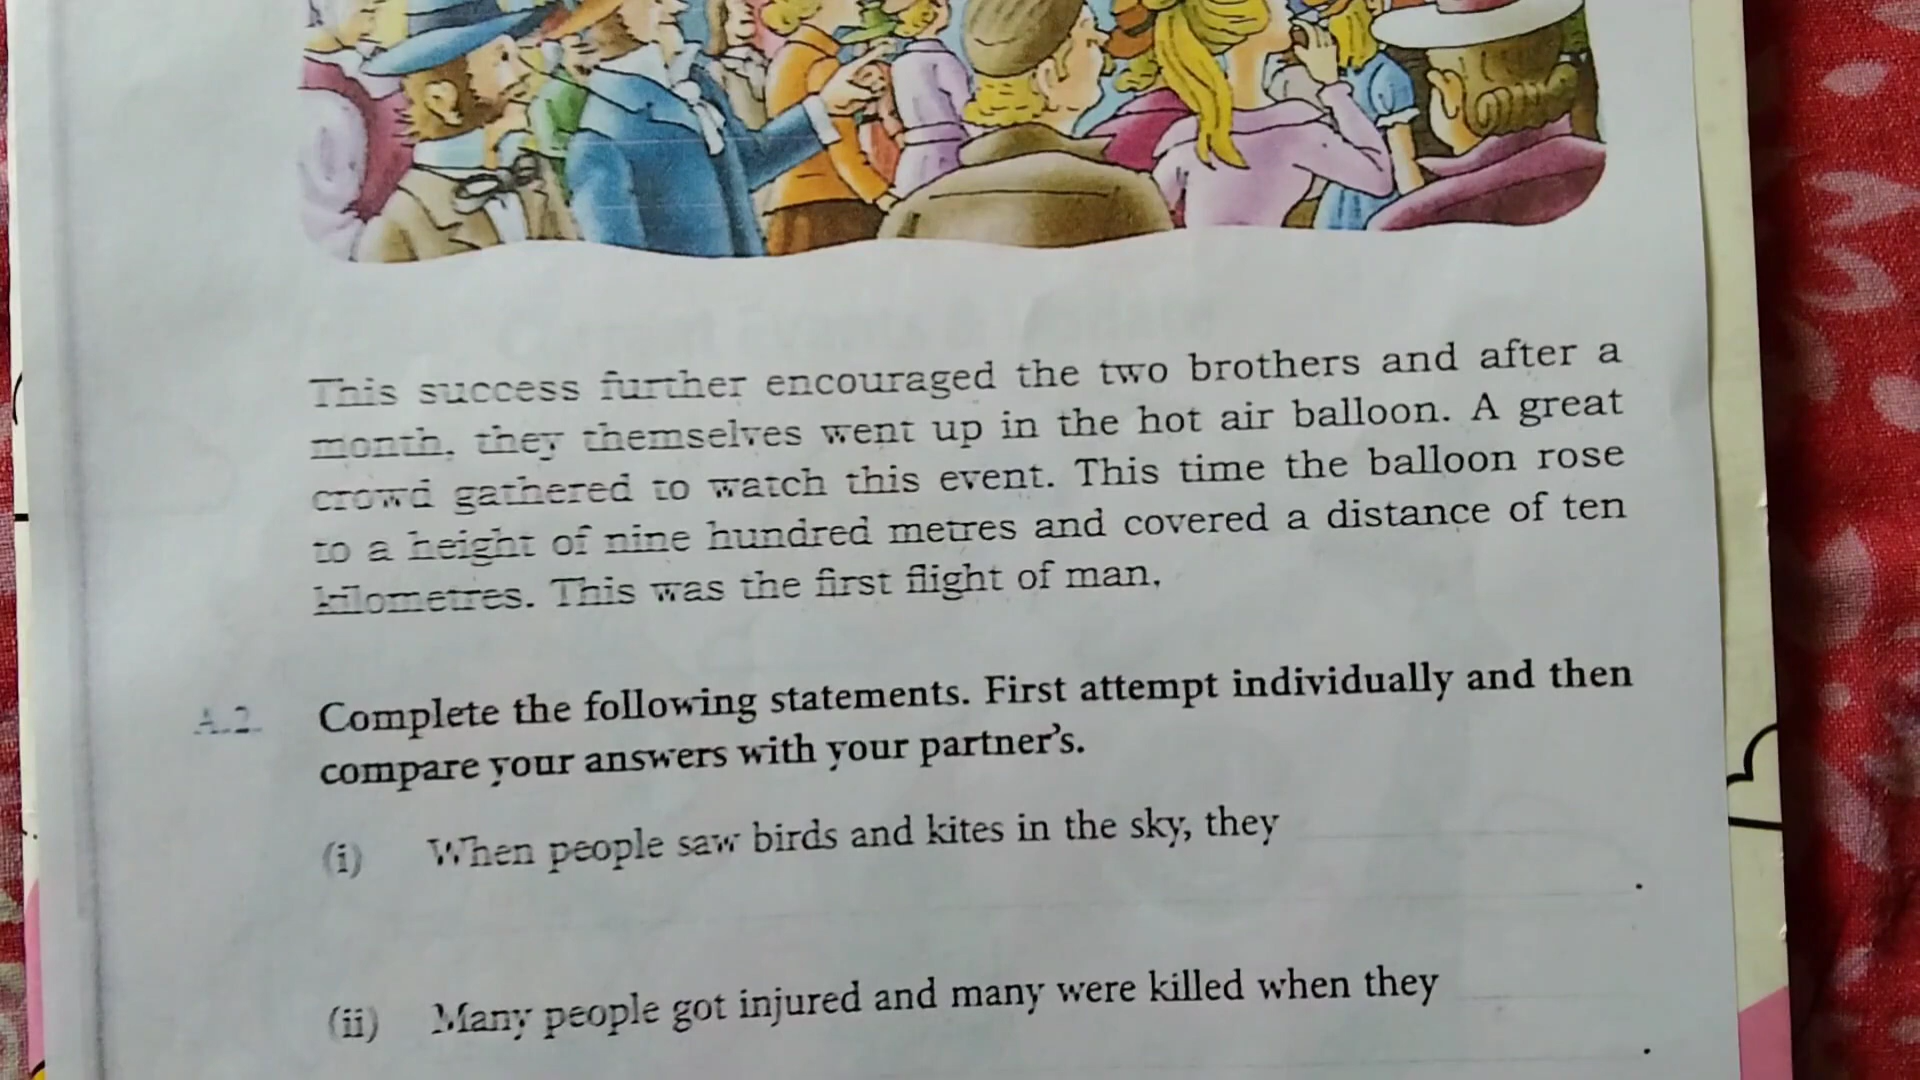 This success further encouraged the two brothers and after a
month, they themselves went up in the hot air balloon. A great
crowd gathered to watch this event. This time the balloon rose
to a height of nine hundred metres and covered a distance of ten
kilometres. This was the first flight of man,
A.2. Complete the following statements. First attempt individually and then
compare your answers with your partner's.
(i) When people saw birds and kites in the sky, they
.
(ii) Many people got injured and many were killed when they
.